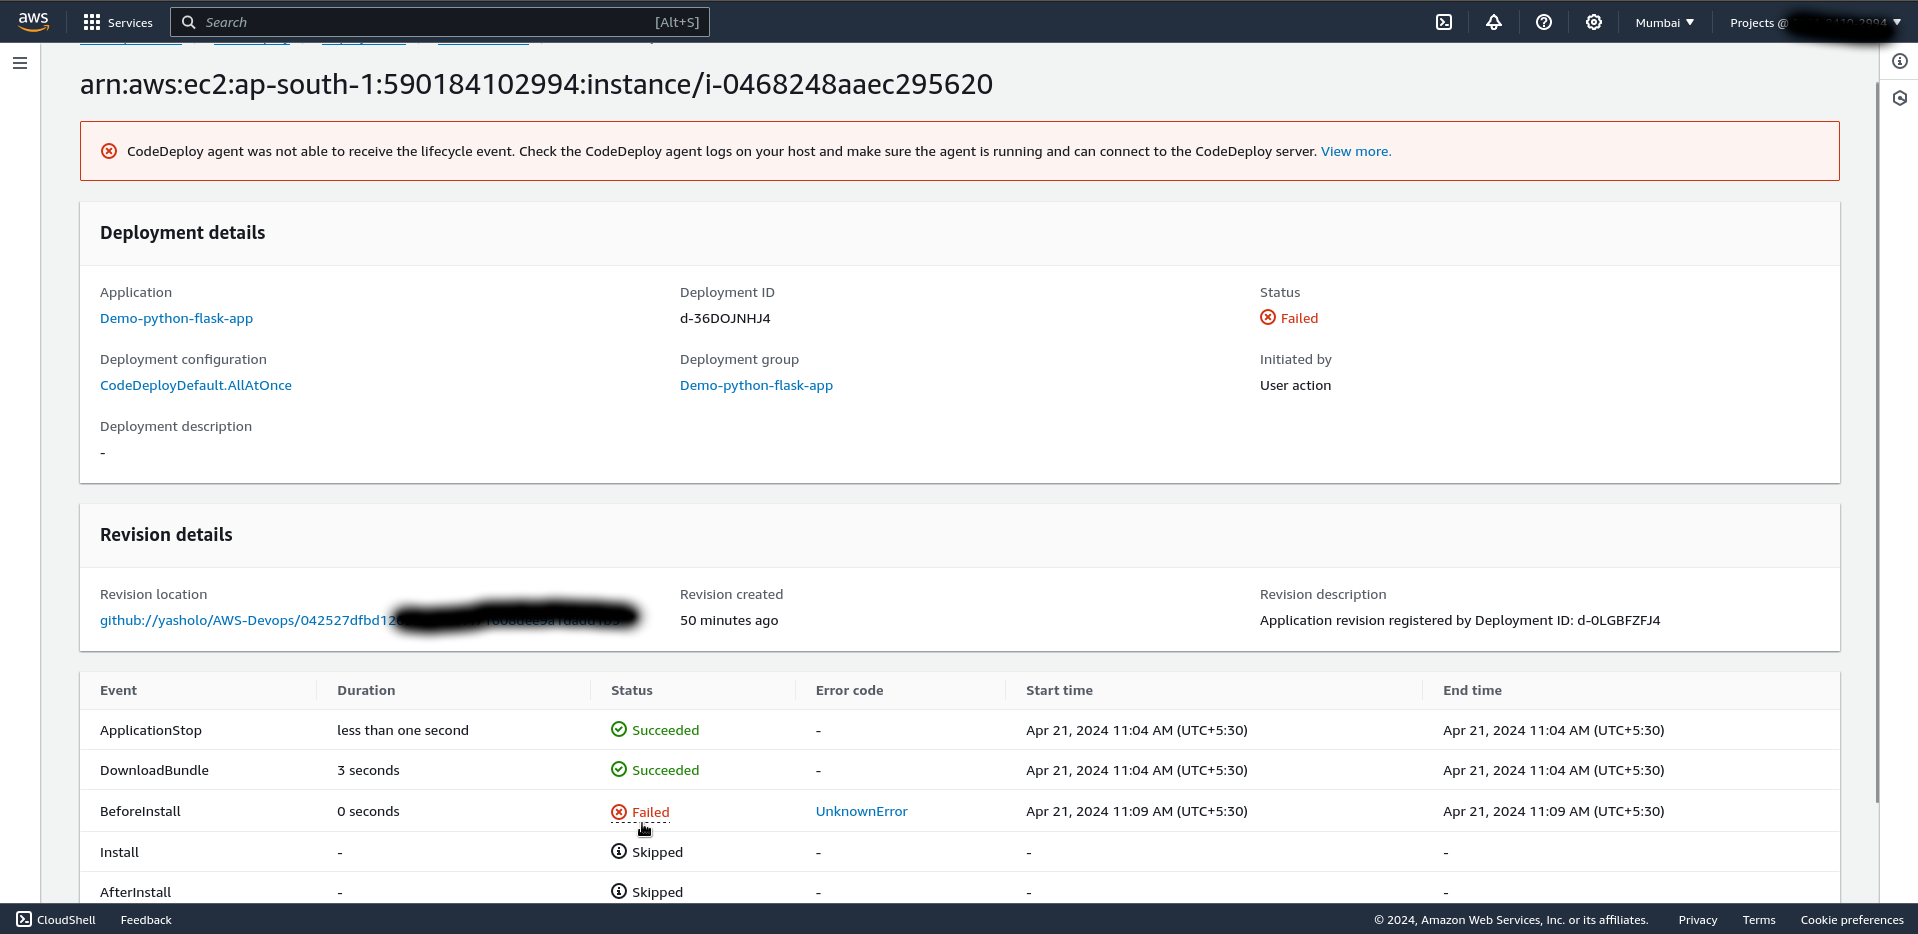 aws
Services
Search
[Alt+S]
Mumbai
Projects @
arn:aws:ec2:ap-south-1:590184102994:instance/i-0468248aaec295620
CodeDeploy agent was not able to receive the lifecycle event. Check the CodeDeploy agent logs on your host and make sure the agent is running and can connect to the CodeDeploy server. View more.
Deployment details
Application
Deployment ID
Status
Demo-python-flask-app
d-36DOJNHJ4
Failed
Deployment configuration
Deployment group
Initiated by
CodeDeployDefault.AllAtOnce
Demo-python-flask-app
User action
Deployment description
-
Revision details
Revision location
Revision created
Revision description
github://yasholo/AWS-Devops/042527dfbd12
50 minutes ago
Application revision registered by Deployment ID: d-0LGBFZFJ4
Event Duration Status Error code Start time End time
ApplicationStop less than one second Succeeded - Apr 21, 2024 11:04 AM (UTC+5:30) Apr 21, 2024 11:04 AM (UTC+5:30)
DownloadBundle 3 seconds Succeeded - Apr 21, 2024 11:04 AM (UTC+5:30) Apr 21, 2024 11:04 AM (UTC+5:30)
BeforeInstall 0 seconds Failed UnknownError Apr 21, 2024 11:09 AM (UTC+5:30) Apr 21, 2024 11:09 AM (UTC+5:30)
Install - Skipped - - -
AfterInstall - Skipped - - -
CloudShell Feedback © 2024, Amazon Web Services, Inc. or its affiliates. Privacy Terms Cookie preferences